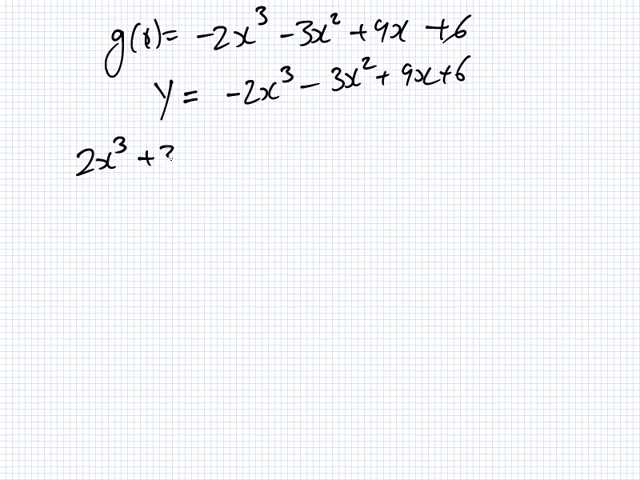 g(x) = -2x³ - 3x² + 9x + 6
y = -2x³ - 3x² + 9x + 6
2x³ +